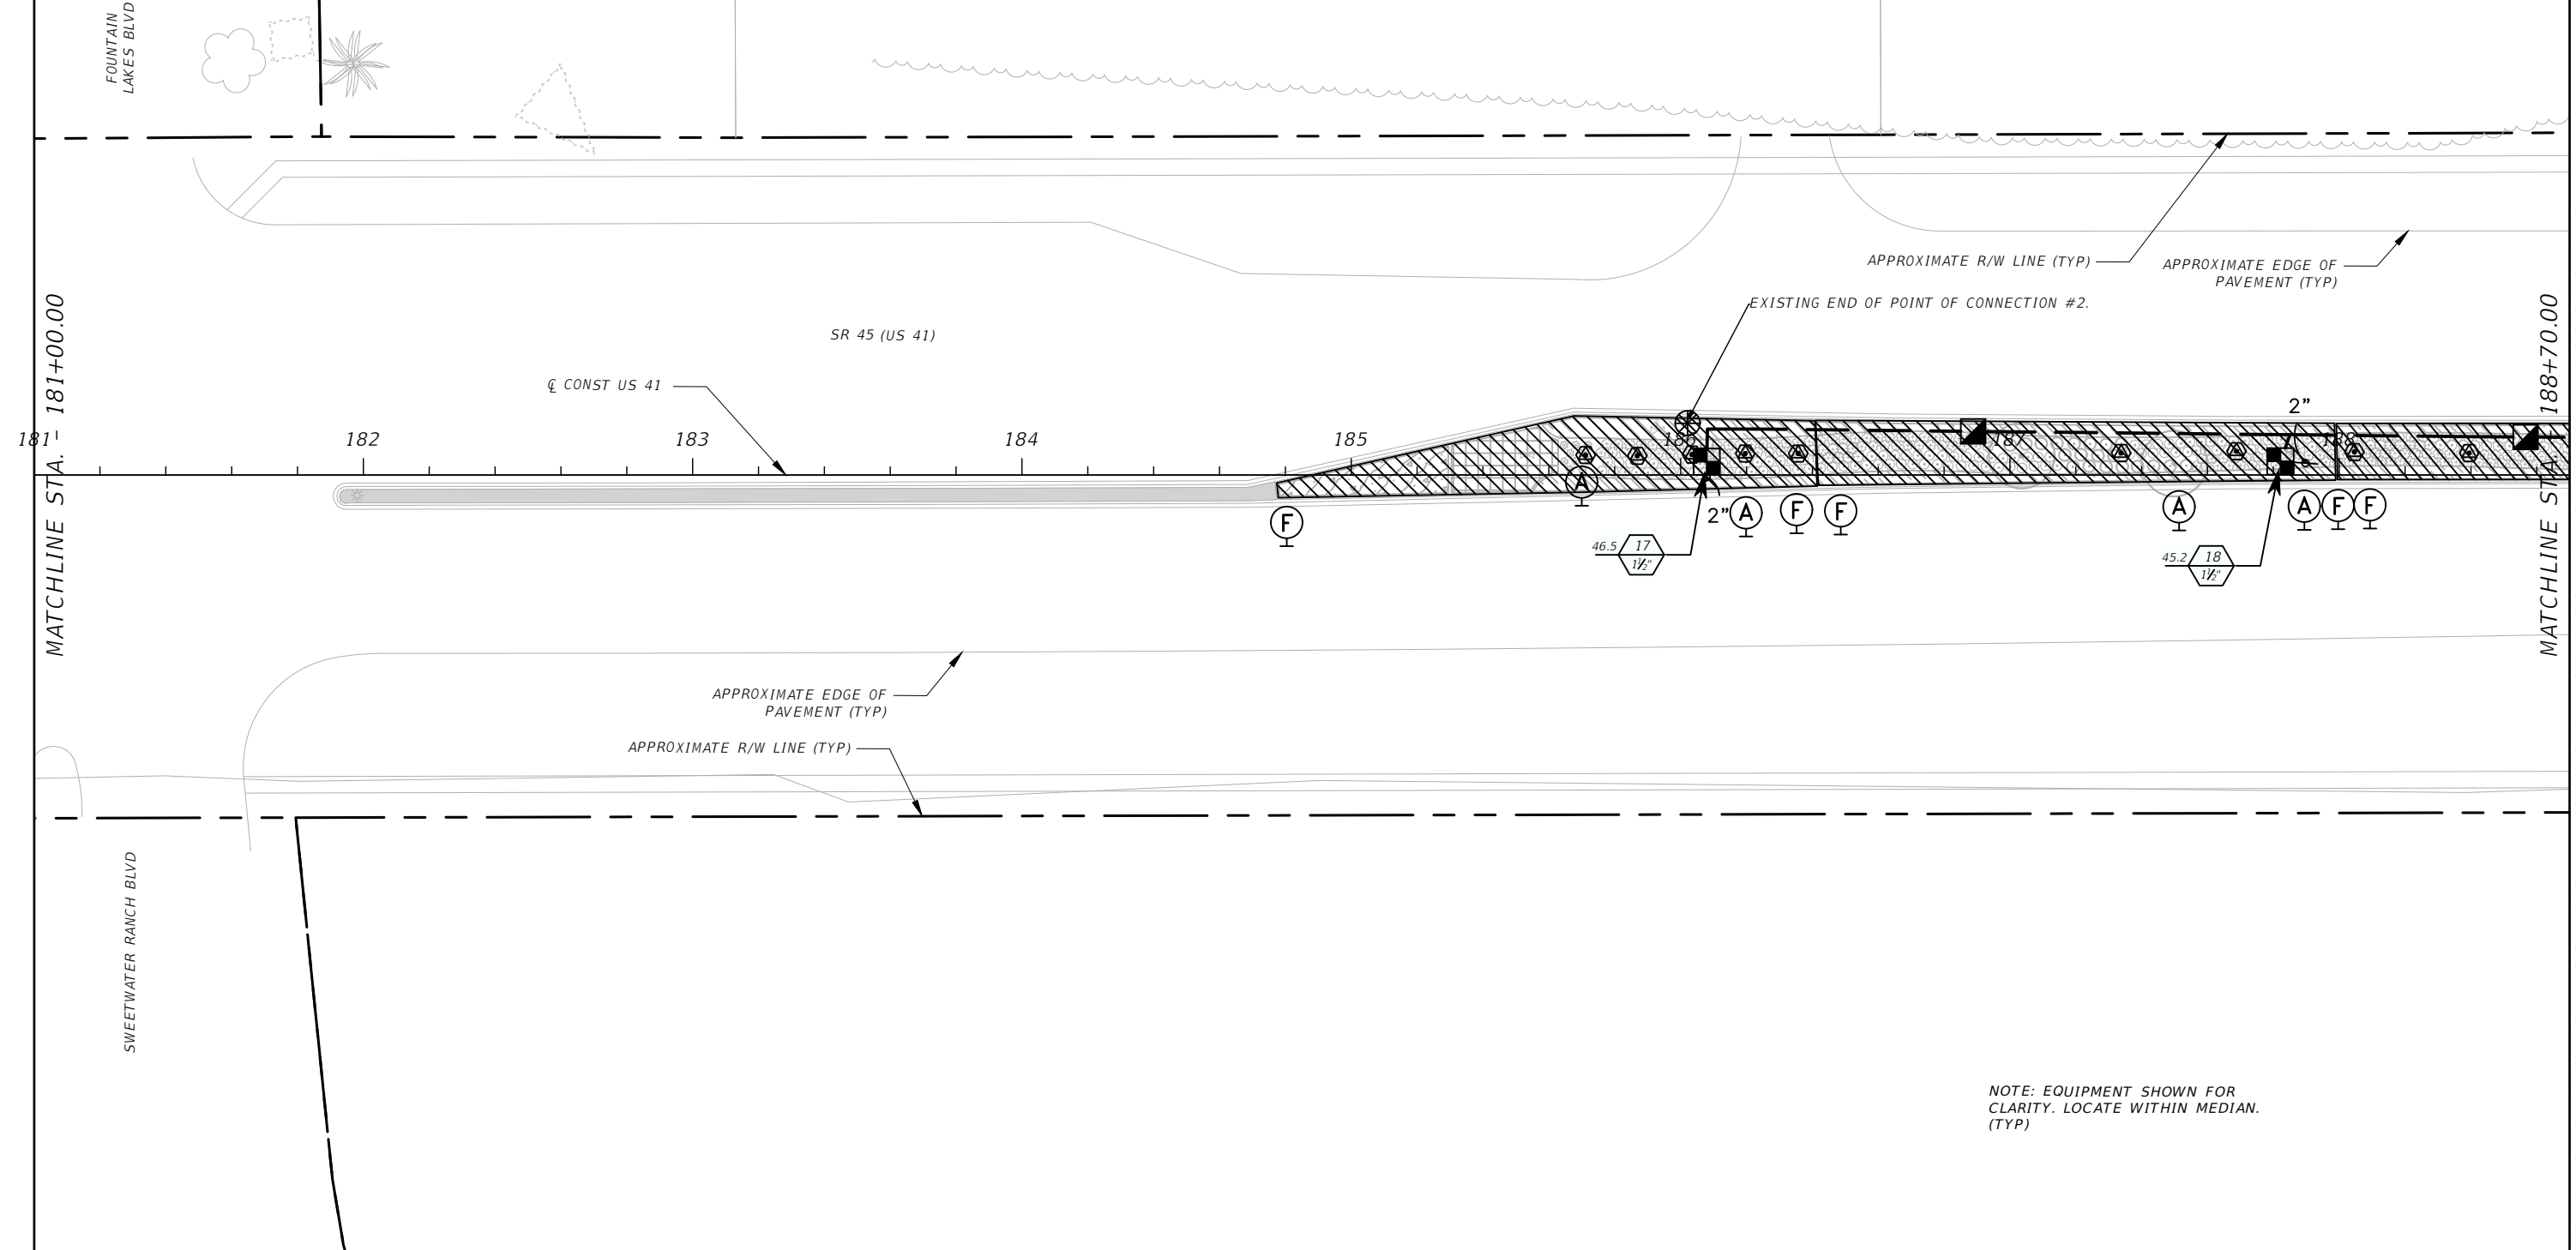 FOUNTAIN
LAKES BLVD
APPROXIMATE R/W LINE (TYP)
APPROXIMATE EDGE OF
PAVEMENT (TYP)
EXISTING END OF POINT OF CONNECTION #2.
SR 45 (US 41)
℄ CONST US 41
MATCHLINE STA. - 181+00.00
MATCHLINE STA. - 188+70.00
181
182
183
184
185
186
187
188
2”
A
F
2”
A
F
F
A
A
F
F
46.5
17
1½"
45.2
18
1½"
APPROXIMATE EDGE OF
PAVEMENT (TYP)
APPROXIMATE R/W LINE (TYP)
SWEETWATER RANCH BLVD
NOTE: EQUIPMENT SHOWN FOR
CLARITY. LOCATE WITHIN MEDIAN.
(TYP)